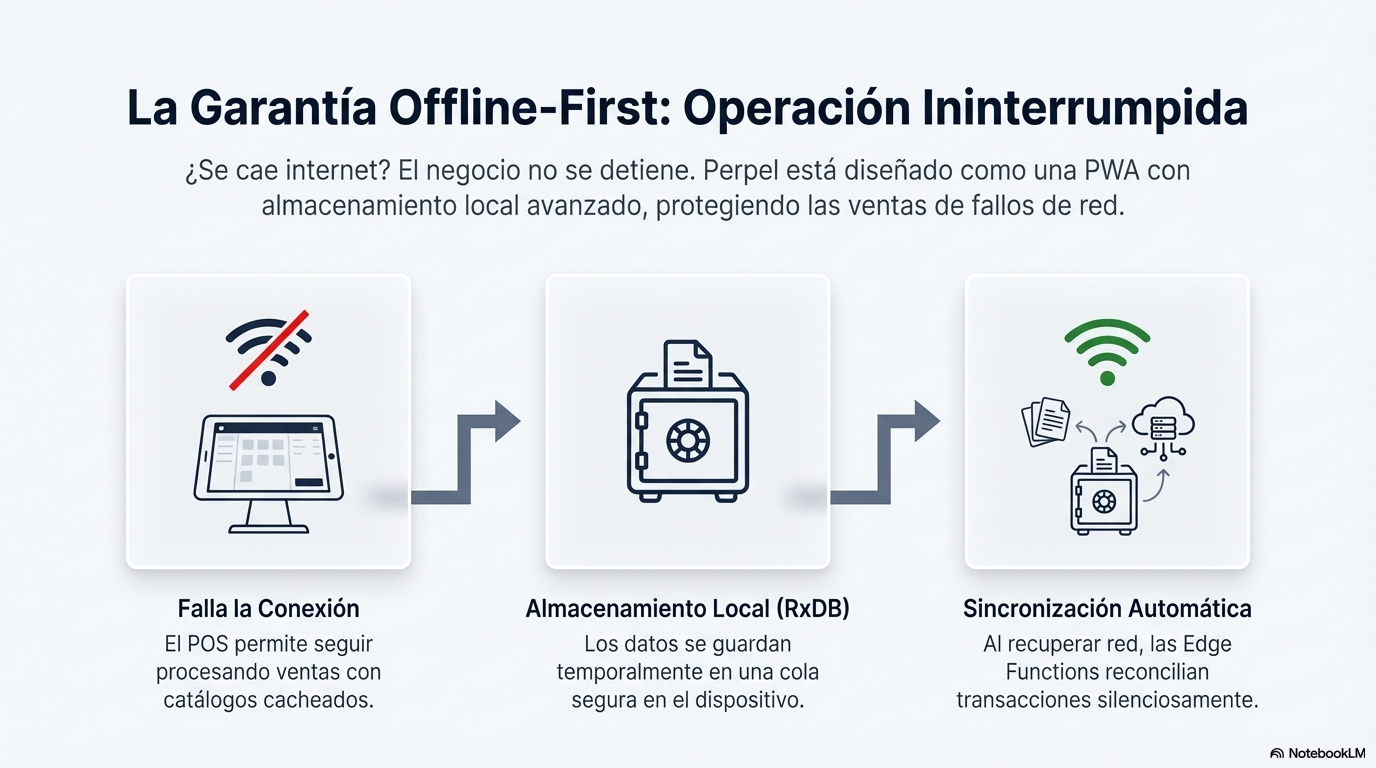 La Garantía Offline-First: Operación Ininterrumpida
¿Se cae internet? El negocio no se detiene. Perpel está diseñado como una PWA con
almacenamiento local avanzado, protegiendo las ventas de fallos de red.
Falla la Conexión
El POS permite seguir
procesando ventas con
catálogos cacheados.
Almacenamiento Local (RxDB)
Los datos se guardan
temporalmente en una cola
segura en el dispositivo.
Sincronización Automática
Al recuperar red, las Edge
Functions reconcilian
transacciones silenciosamente.
NotebookLM